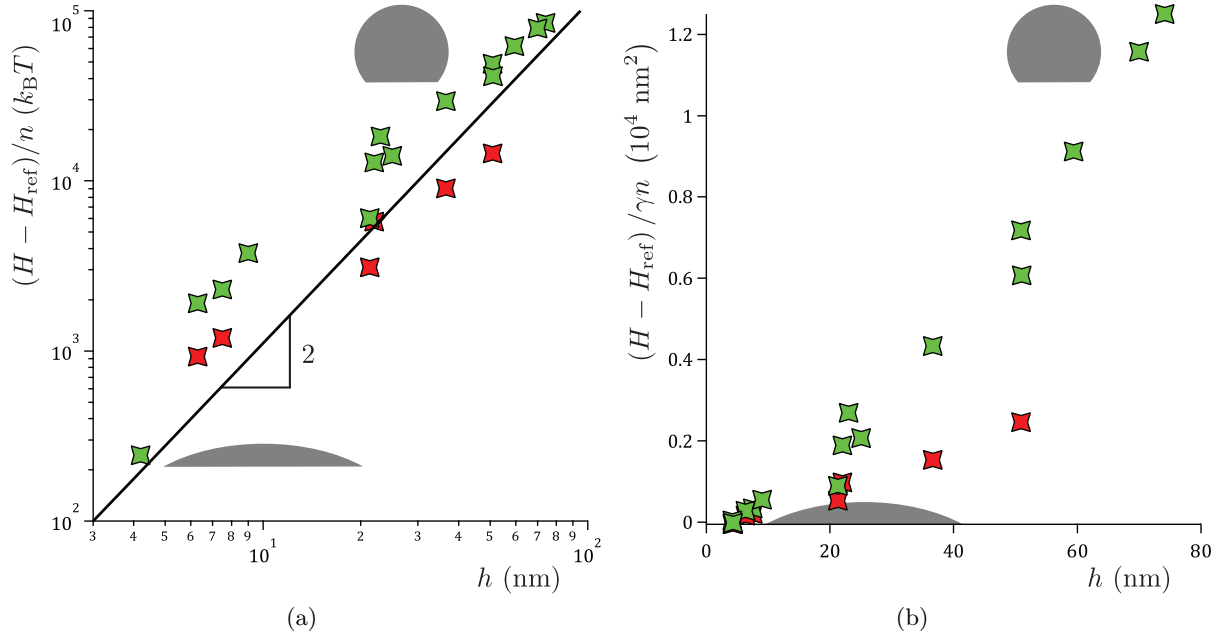 (H − H_ref)/n (k_BT)
10^5
10^4
10^3
10^2
2
3 4 5 6 7 8 9 10^1 2 3 4 5 6 7 8 9 10^2
h (nm)
(a)
(H − H_ref)/γn (10^4 nm^2)
1.2
1
0.8
0.6
0.4
0.2
0
0 20 40 60 80
h (nm)
(b)